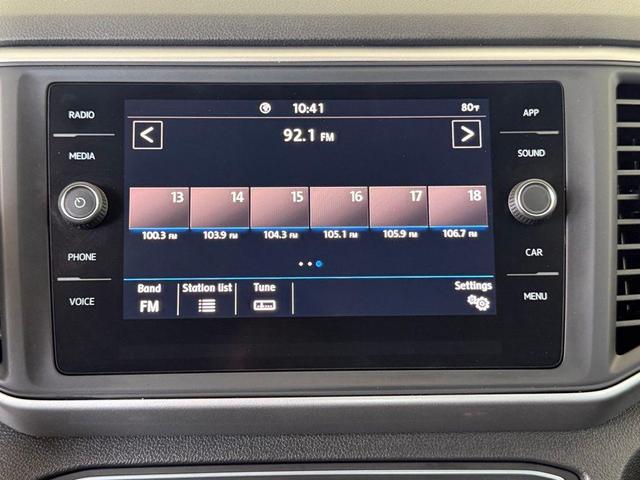 RADIO
MEDIA
PHONE
VOICE
10:41
80°F
92.1 FM
13 14 15 16 17 18
100.3 FM 103.9 FM 104.3 FM 105.1 FM 105.9 FM 106.7 FM
Band Station list Tune Settings
FM
APP
SOUND
CAR
MENU